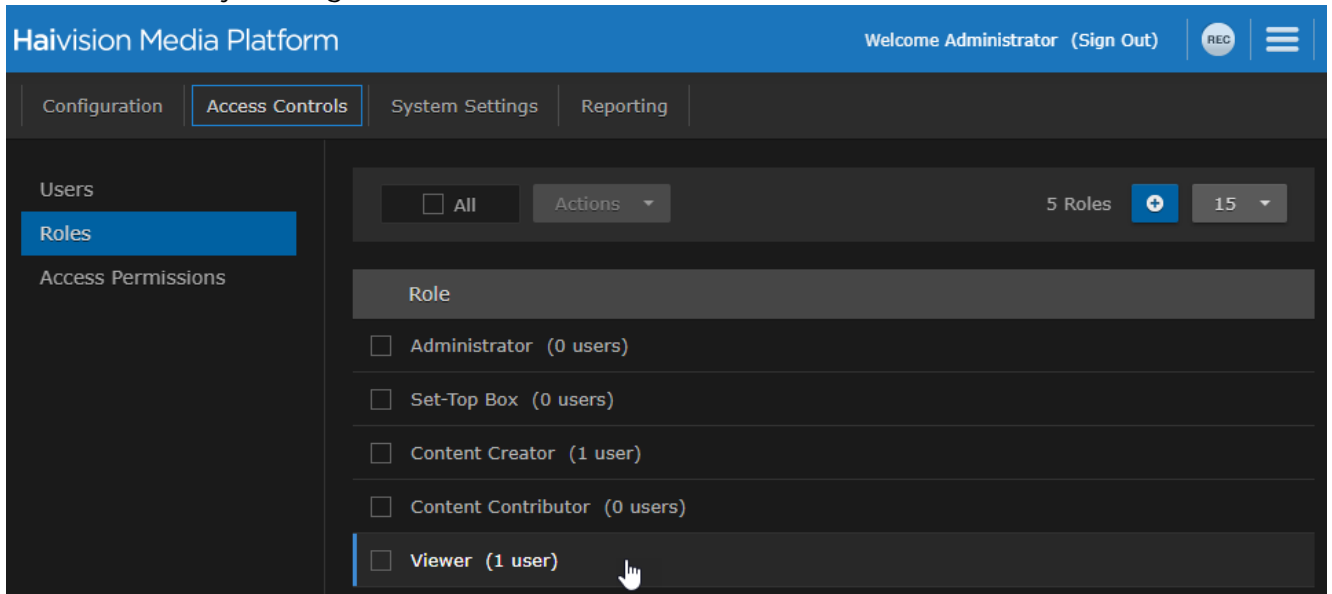 Haivision Media Platform Welcome Administrator (Sign Out) REC
Configuration Access Controls System Settings Reporting
Users
Roles
Access Permissions
All Actions 5 Roles 15
Role
Administrator (0 users)
Set-Top Box (0 users)
Content Creator (1 user)
Content Contributor (0 users)
Viewer (1 user)